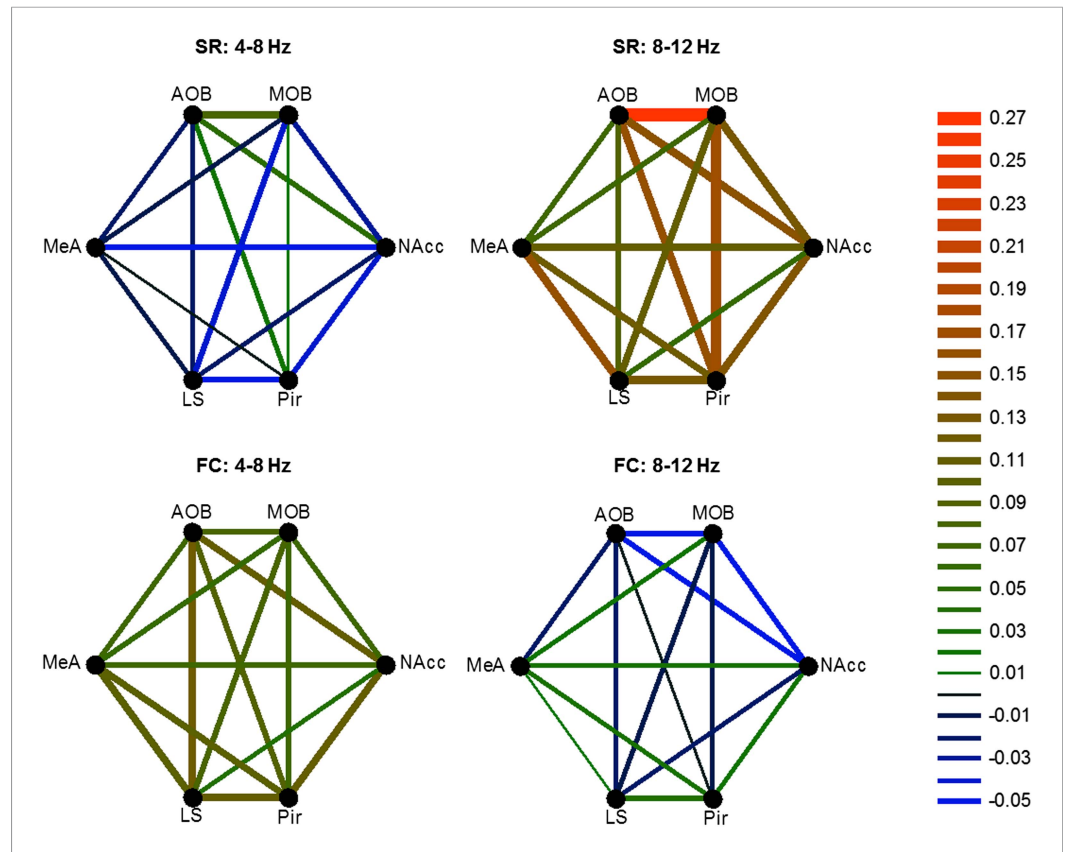 SR: 4-8 Hz
AOB MOB
MeA NAcc
LS Pir
SR: 8-12 Hz
AOB MOB
MeA NAcc
LS Pir
FC: 4-8 Hz
AOB MOB
MeA NAcc
LS Pir
FC: 8-12 Hz
AOB MOB
MeA NAcc
LS Pir
0.27
0.25
0.23
0.21
0.19
0.17
0.15
0.13
0.11
0.09
0.07
0.05
0.03
0.01
-0.01
-0.03
-0.05